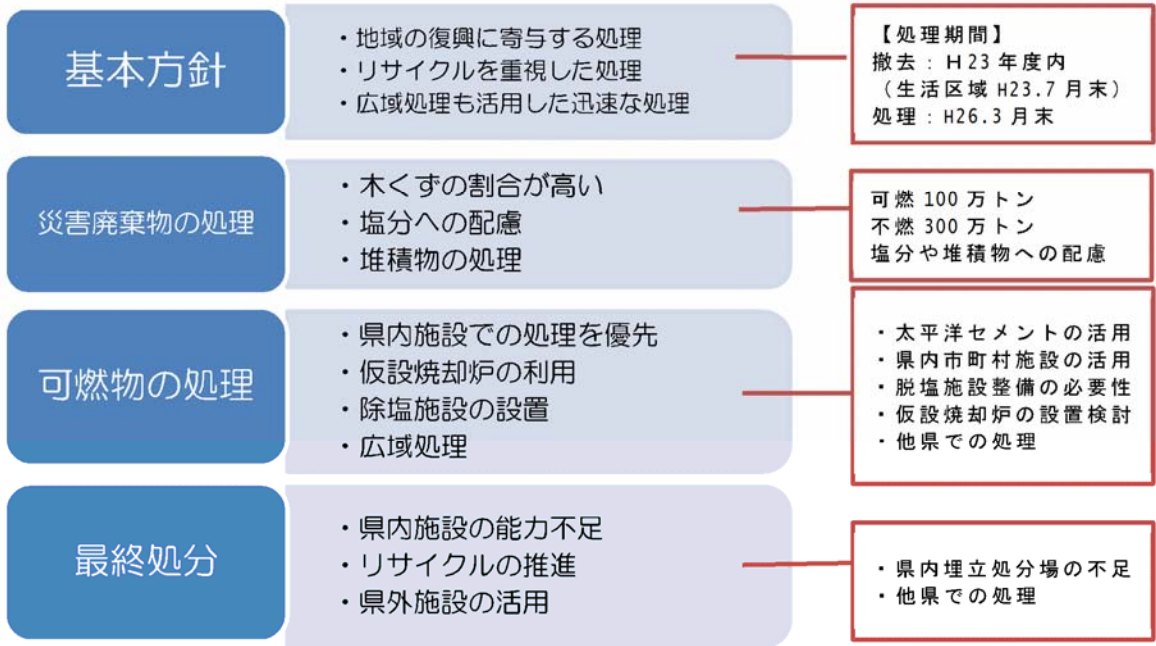 基本方針
・地域の復興に寄与する処理
・リサイクルを重視した処理
・広域処理も活用した迅速な処理
【処理期間】
撤去：H23年度内
（生活区域 H23.7月末）
処理：H26.3月末
災害廃棄物の処理
・木くずの割合が高い
・塩分への配慮
・堆積物の処理
可燃 100 万トン
不燃 300 万トン
塩分や堆積物への配慮
可燃物の処理
・県内施設での処理を優先
・仮設焼却炉の利用
・除塩施設の設置
・広域処理
・太平洋セメントの活用
・県内市町村施設の活用
・脱塩施設整備の必要性
・仮設焼却炉の設置検討
・他県での処理
最終処分
・県内施設の能力不足
・リサイクルの推進
・県外施設の活用
・県内埋立処分場の不足
・他県での処理